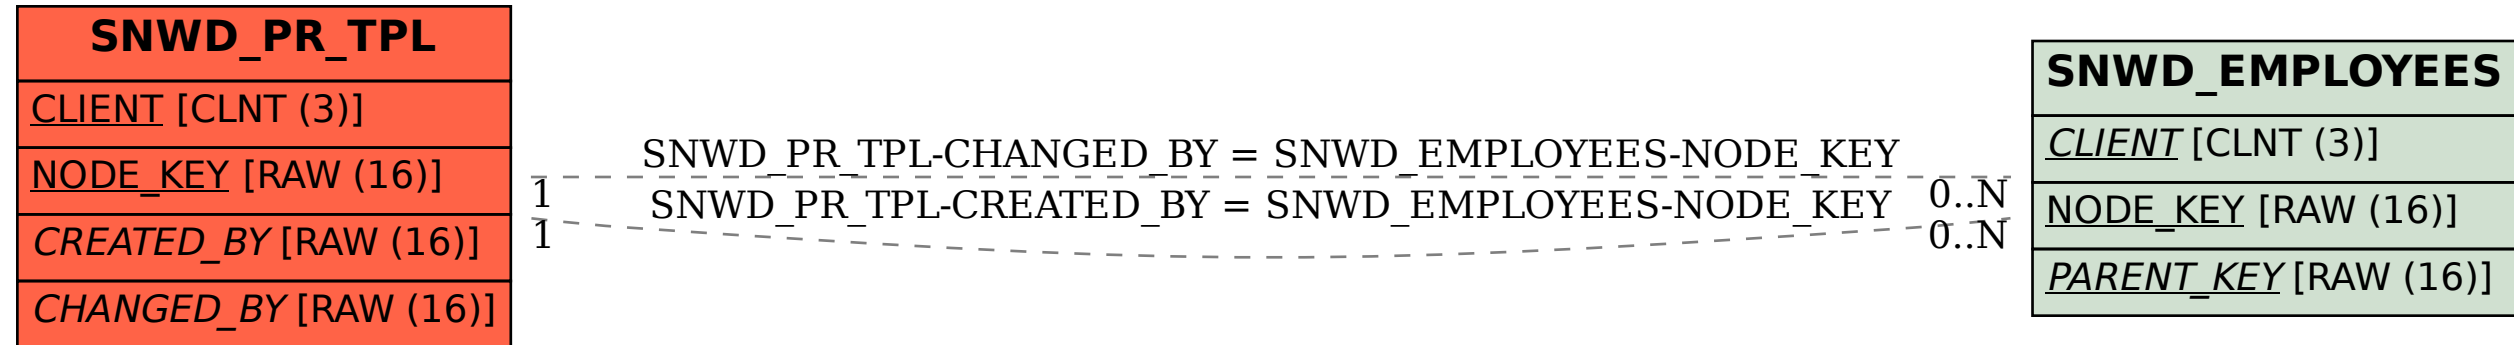 SNWD_PR_TPL
CLIENT [CLNT (3)]
NODE_KEY [RAW (16)]
CREATED_BY [RAW (16)]
CHANGED_BY [RAW (16)]
SNWD_PR_TPL-CHANGED_BY = SNWD_EMPLOYEES-NODE_KEY
1
0..N
SNWD_PR_TPL-CREATED_BY = SNWD_EMPLOYEES-NODE_KEY
1
0..N
SNWD_EMPLOYEES
CLIENT [CLNT (3)]
NODE_KEY [RAW (16)]
PARENT_KEY [RAW (16)]